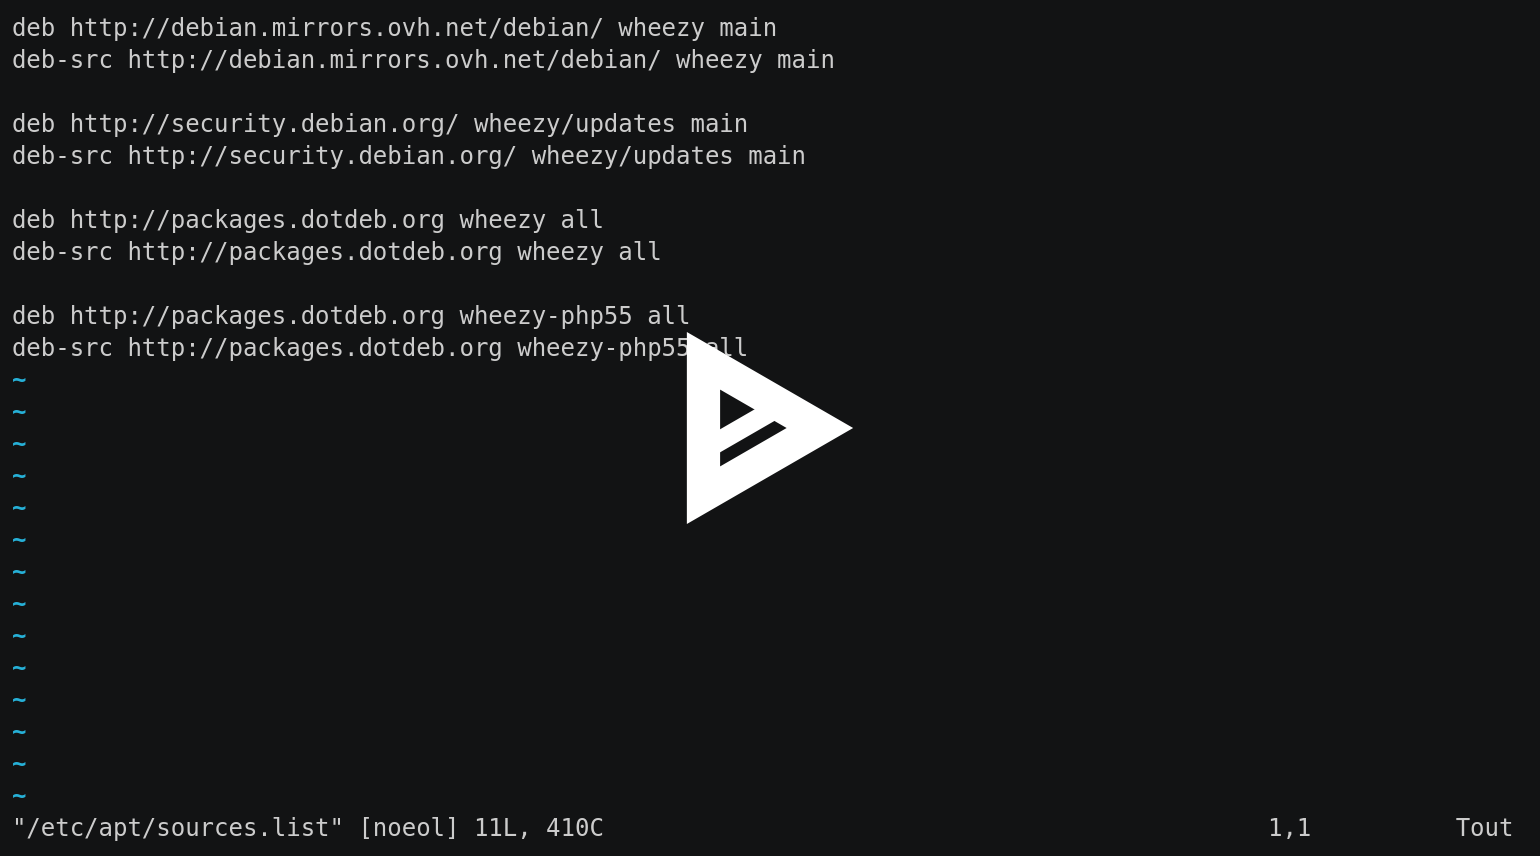 deb http://debian.mirrors.ovh.net/debian/ wheezy main
deb-src http://debian.mirrors.ovh.net/debian/ wheezy main
deb http://security.debian.org/ wheezy/updates main
deb-src http://security.debian.org/ wheezy/updates main
deb http://packages.dotdeb.org wheezy all
deb-src http://packages.dotdeb.org wheezy all
deb http://packages.dotdeb.org wheezy-php55 all
deb-src http://packages.dotdeb.org wheezy-php55 all
~
~
~
~
~
~
~
~
~
~
~
~
~
~
"/etc/apt/sources.list" [noeol] 11L, 410C 1,1 Tout